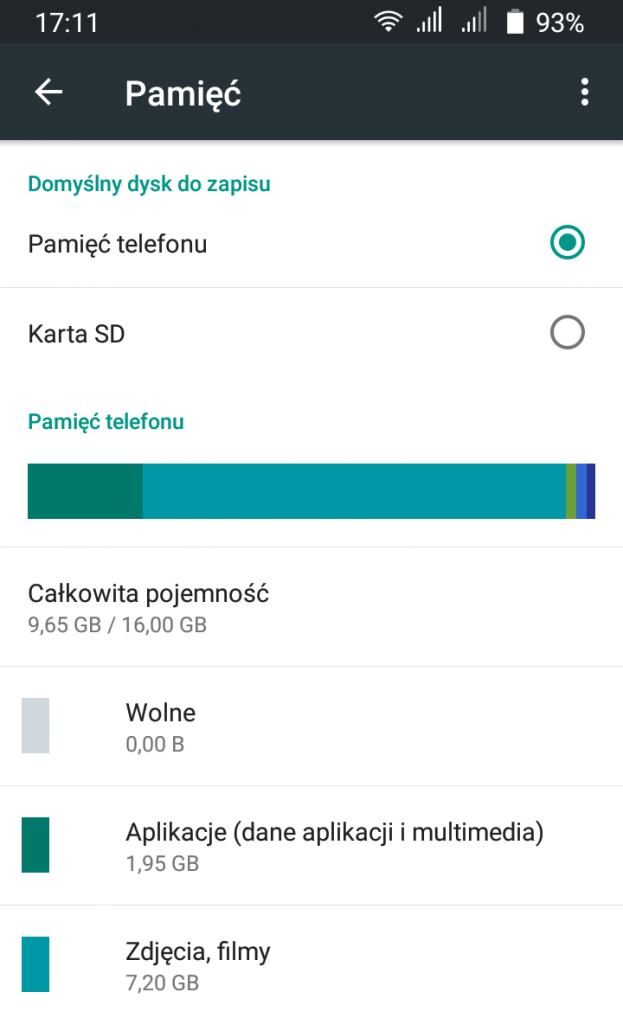 17:11
93%
Pamięć
Domyślny dysk do zapisu
Pamięć telefonu
Karta SD
Pamięć telefonu
Całkowita pojemność
9,65 GB / 16,00 GB
Wolne
0,00 B
Aplikacje (dane aplikacji i multimedia)
1,95 GB
Zdjęcia, filmy
7,20 GB